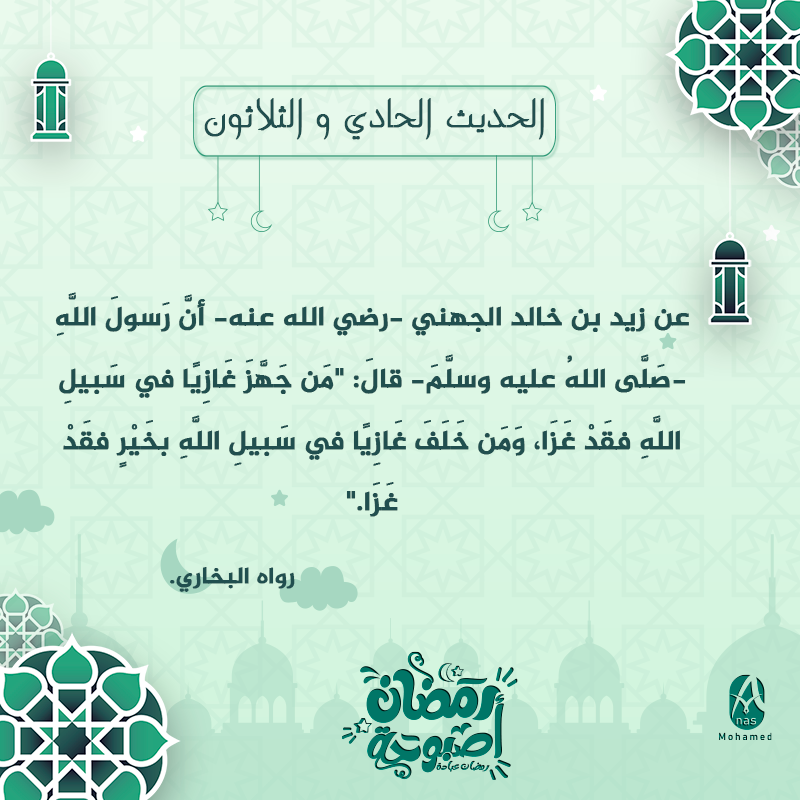 الحديث الحادي و الثلاثون
عن زيد بن خالد الجهني -رضي الله عنه- أنَّ رَسولَ اللَّهِ
-صَلَّى اللهُ عليه وسلَّمَ- قالَ: "مَن جَهَّزَ غَازِيًا في سَبيلِ
اللَّهِ فقَدْ غَزَا، وَمَن خَلَفَ غَازِيًا في سَبيلِ اللَّهِ بخَيْرٍ فقَدْ
غَزَا."
رواه البخاري.
رمضان
أصبوحة
رمضان عبادة
Anas
Mohamed